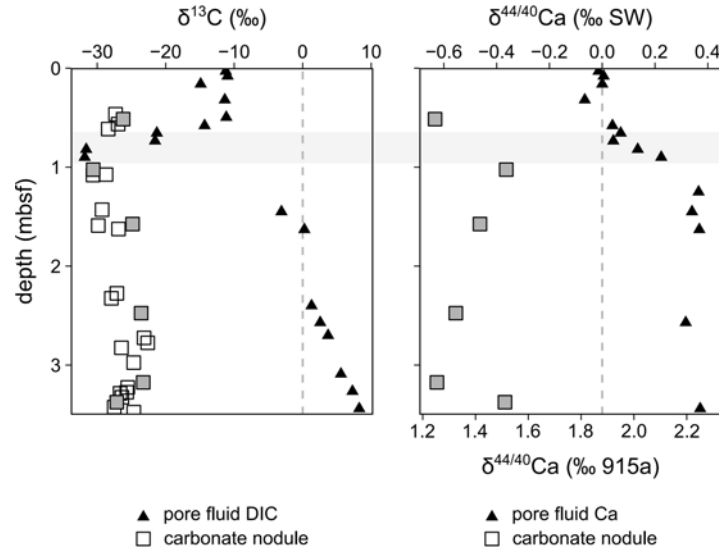 δ13C (‰)
−30 −20 −10 0 10
δ44/40Ca (‰ SW)
−0.6 −0.4 −0.2 0.0 0.2 0.4
0
1
2
3
depth (mbsf)
1.2 1.4 1.6 1.8 2.0 2.2
δ44/40Ca (‰ 915a)
▲ pore fluid DIC
□ carbonate nodule
▲ pore fluid Ca
□ carbonate nodule